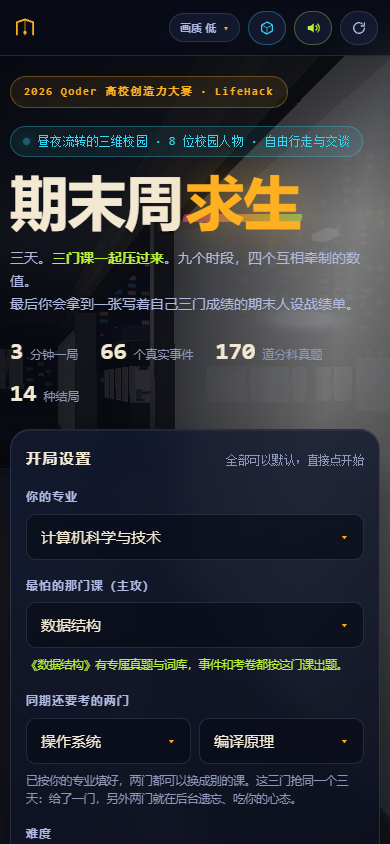 画质 低
2026 Qoder 高校创造力大赛 · LifeHack
昼夜流转的三维校园 · 8 位校园人物 · 自由行走与交谈
期末周求生
三天。三门课一起压过来。九个时段，四个互相牵制的数
值。
最后你会拿到一张写着自己三门成绩的期末人设战绩单。
3 分钟一局 66 个真实事件 170 道分科真题
14 种结局
开局设置 全部可以默认，直接点开始
你的专业
计算机科学与技术
最怕的那门课（主攻）
数据结构
《数据结构》有专属真题与词库，事件和考卷都按这门课出题。
同期还要考的两门
操作系统 编译原理
已按你的专业填好，两门都可以换成别的课。这三门抢同一个三
天：给了一门，另外两门就在后台遗忘、吃你的心态。
难度